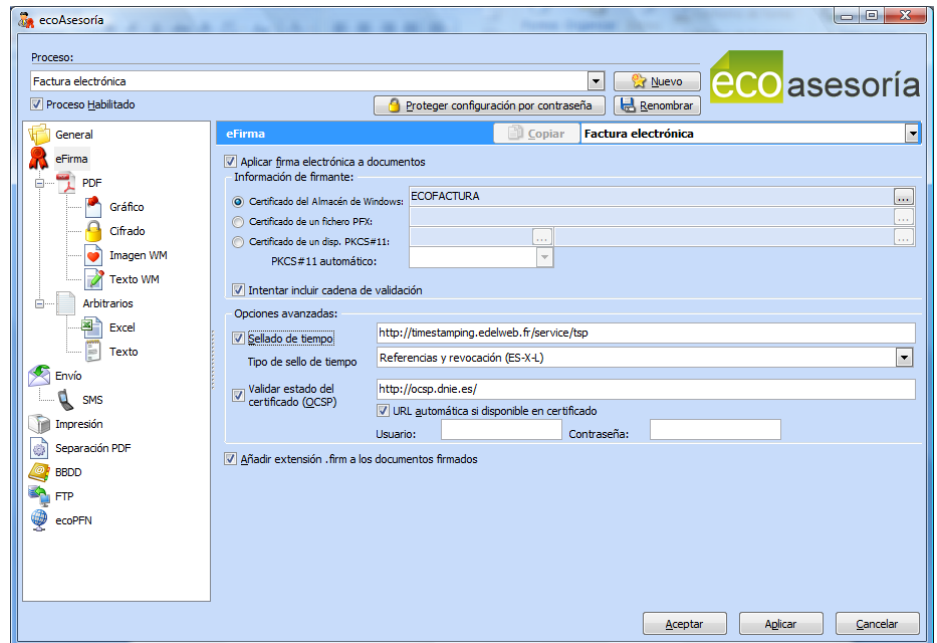 ecoAsesoría
Proceso:
Factura electrónica
Nuevo
Proceso Habilitado
Proteger configuración por contraseña
Renombrar
eco asesoría
General
eFirma
PDF
Gráfico
Cifrado
Imagen WM
Texto WM
Arbitrarios
Excel
Texto
Envío
SMS
Impresión
Separación PDF
BBDD
FTP
ecoPFN
eFirma
Copiar
Factura electrónica
Aplicar firma electrónica a documentos
Información de firmante:
Certificado del Almacén de Windows:
ECOFACTURA
...
Certificado de un fichero PFX:
...
Certificado de un disp. PKCS#11:
...
...
PKCS#11 automático:
Intentar incluir cadena de validación
Opciones avanzadas:
Sellado de tiempo
http://timestamping.edelweb.fr/service/tsp
Tipo de sello de tiempo
Referencias y revocación (ES-X-L)
Validar estado del
certificado (OCSP)
http://ocsp.dnie.es/
URL automática si disponible en certificado
Usuario:
Contraseña:
Añadir extensión .firm a los documentos firmados
Aceptar
Aplicar
Cancelar